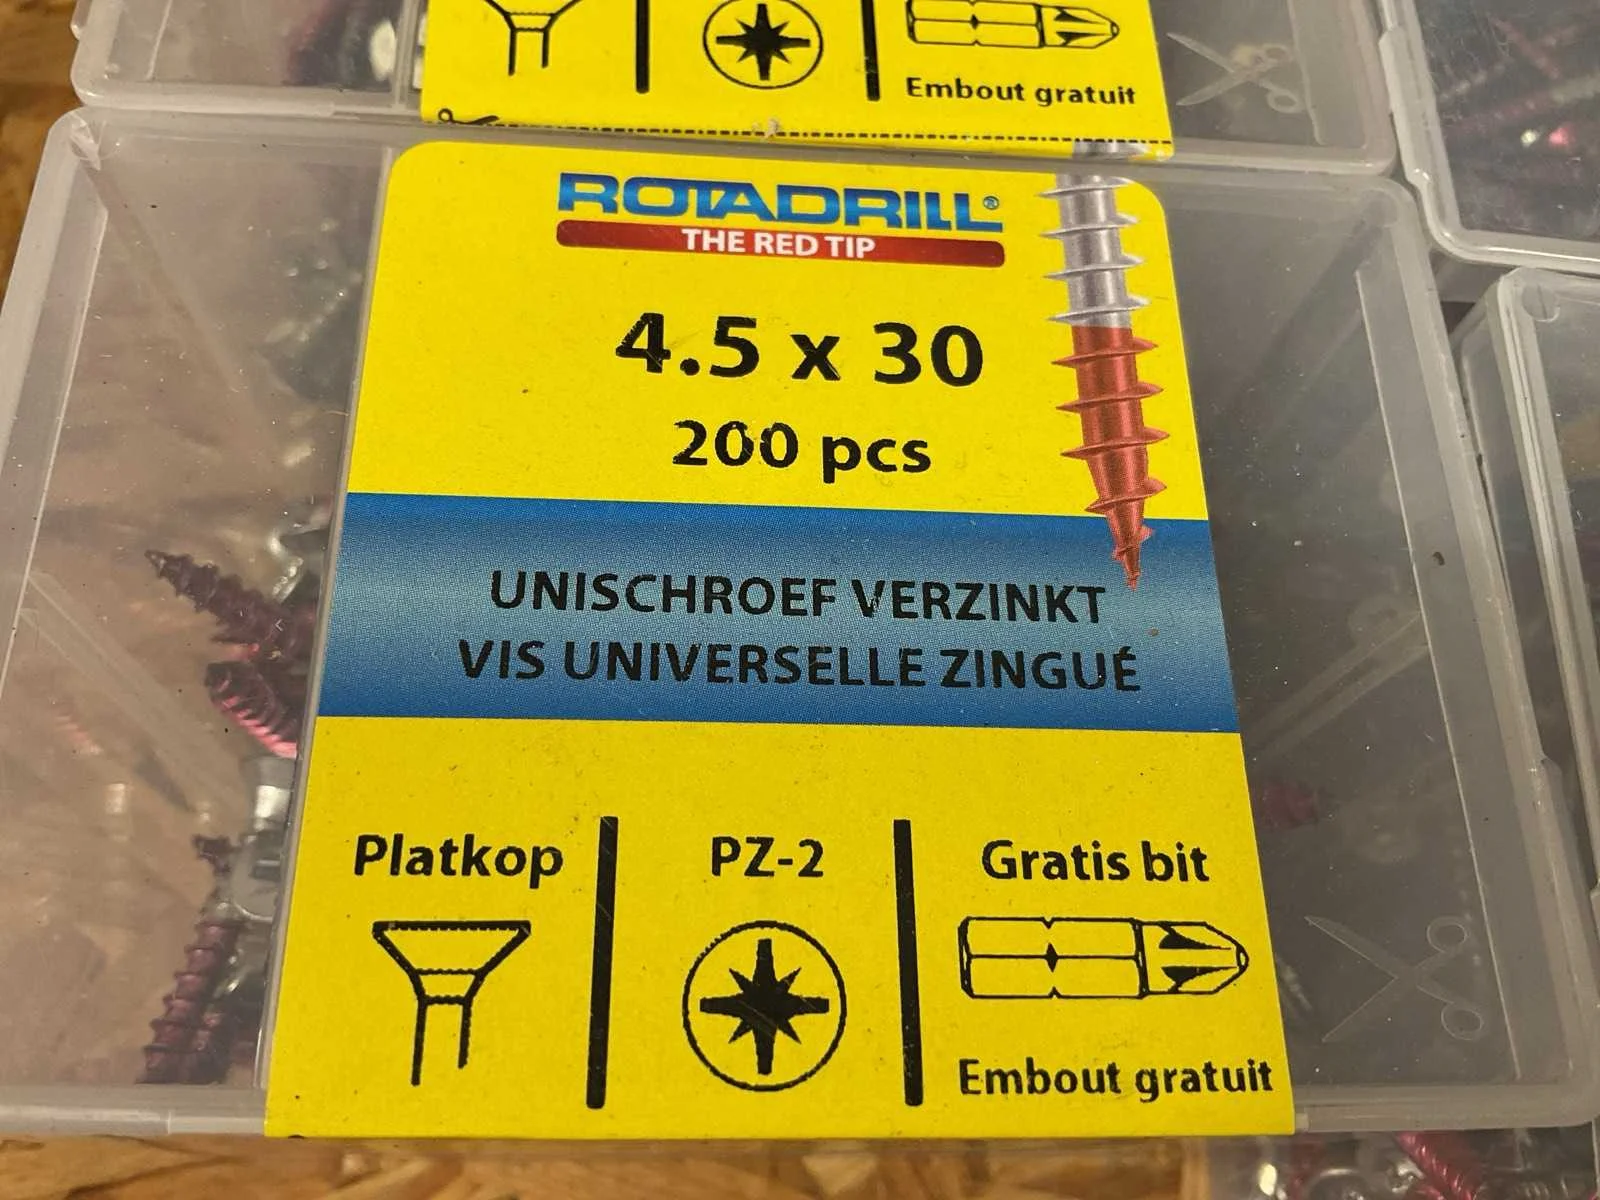 Embout gratuit
ROTADRILL®
THE RED TIP
4.5 x 30
200 pcs
UNISCHROEF VERZINKT
VIS UNIVERSELLE ZINGUÉ
Platkop
PZ-2
Gratis bit
Embout gratuit